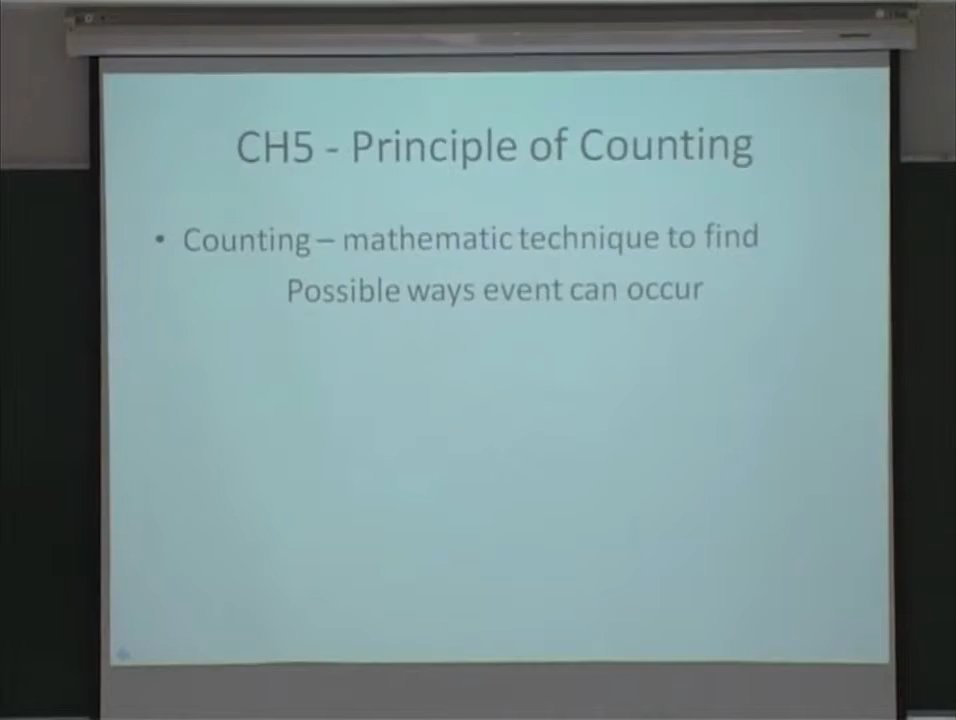 CH5 - Principle of Counting
• Counting – mathematic technique to find
Possible ways event can occur